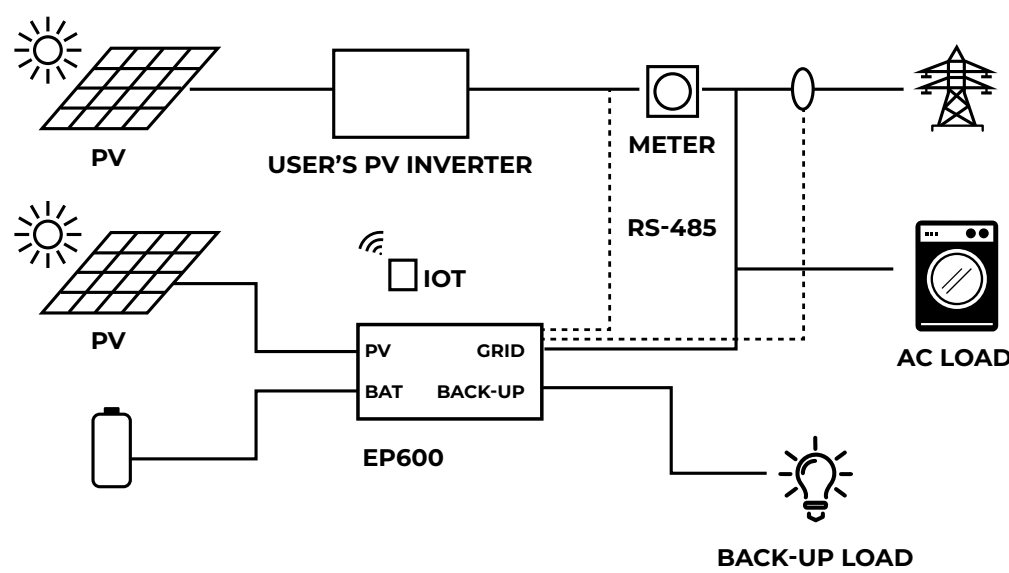 PV
USER’S PV INVERTER
METER
RS-485
IOT
PV
AC LOAD
PV
GRID
BAT
BACK-UP
EP600
BACK-UP LOAD